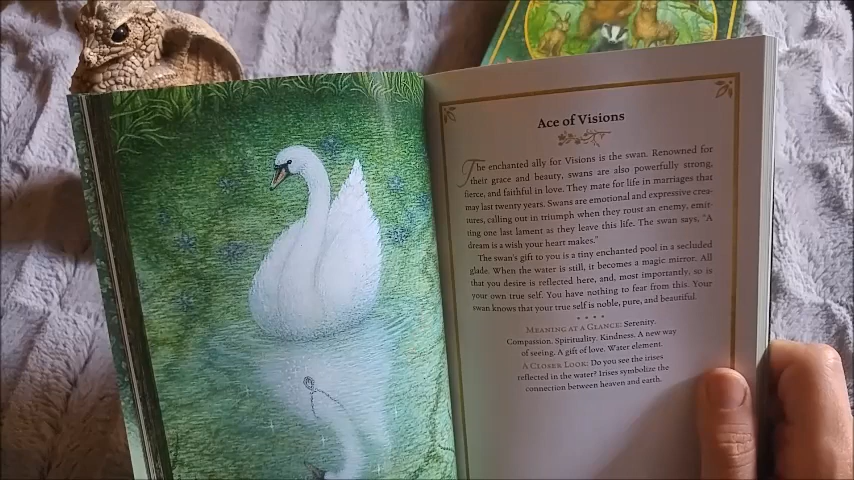 Ace of Visions
The enchanted ally for Visions is the swan. Renowned for
their grace and beauty, swans are also powerfully strong,
fierce, and faithful in love. They mate for life in marriages that
may last twenty years. Swans are emotional and expressive crea-
tures, calling out in triumph when they roust an enemy, emit-
ting one last lament as they leave this life. The swan says, "A
dream is a wish your heart makes."
The swan's gift to you is a tiny enchanted pool in a secluded
glade. When the water is still, it becomes a magic mirror. All
that you desire is reflected here, and, most importantly, so is
your own true self. You have nothing to fear from this. Your
swan knows that your true self is noble, pure, and beautiful.
MEANING AT A GLANCE: Serenity.
Compassion. Spirituality. Kindness. A new way
of seeing. A gift of love. Water element.
A CLOSER LOOK: Do you see the irises
reflected in the water? Irises symbolize the
connection between heaven and earth.